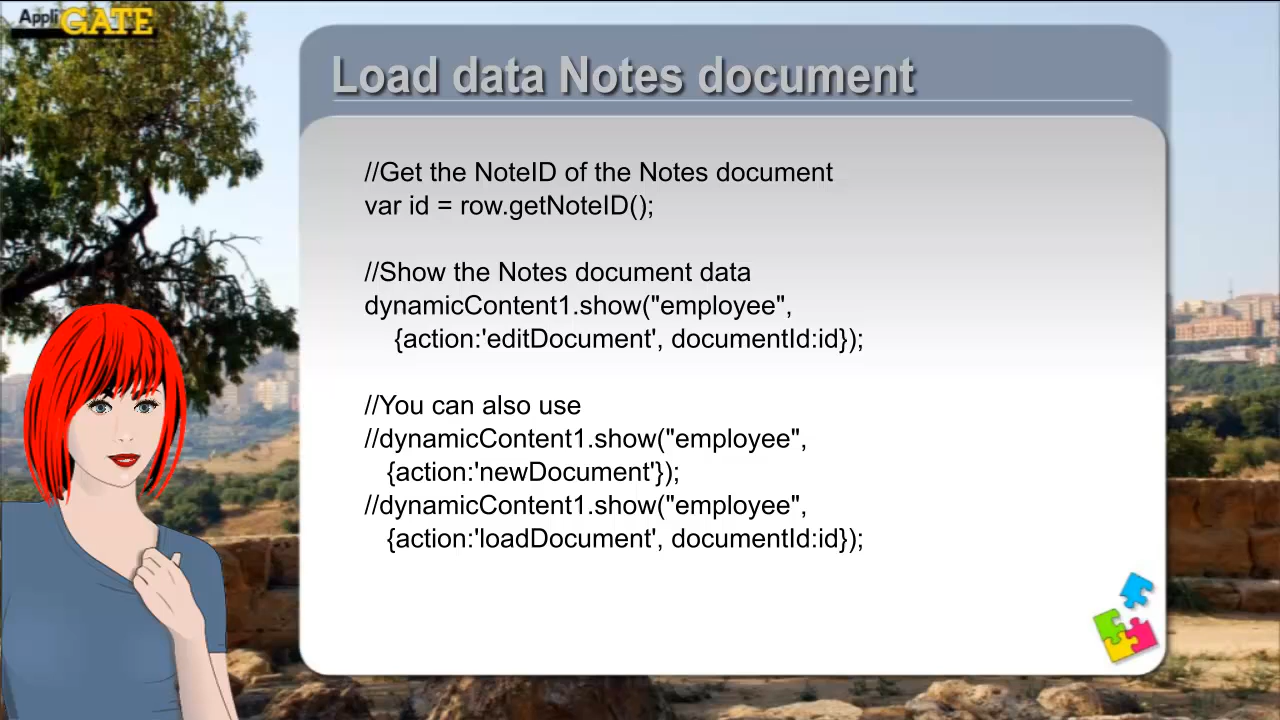 Appli GATE
Load data Notes document
//Get the NoteID of the Notes document
var id = row.getNoteID();
//Show the Notes document data
dynamicContent1.show("employee",
{action:'editDocument', documentId:id});
//You can also use
//dynamicContent1.show("employee",
{action:'newDocument'});
//dynamicContent1.show("employee",
{action:'loadDocument', documentId:id});